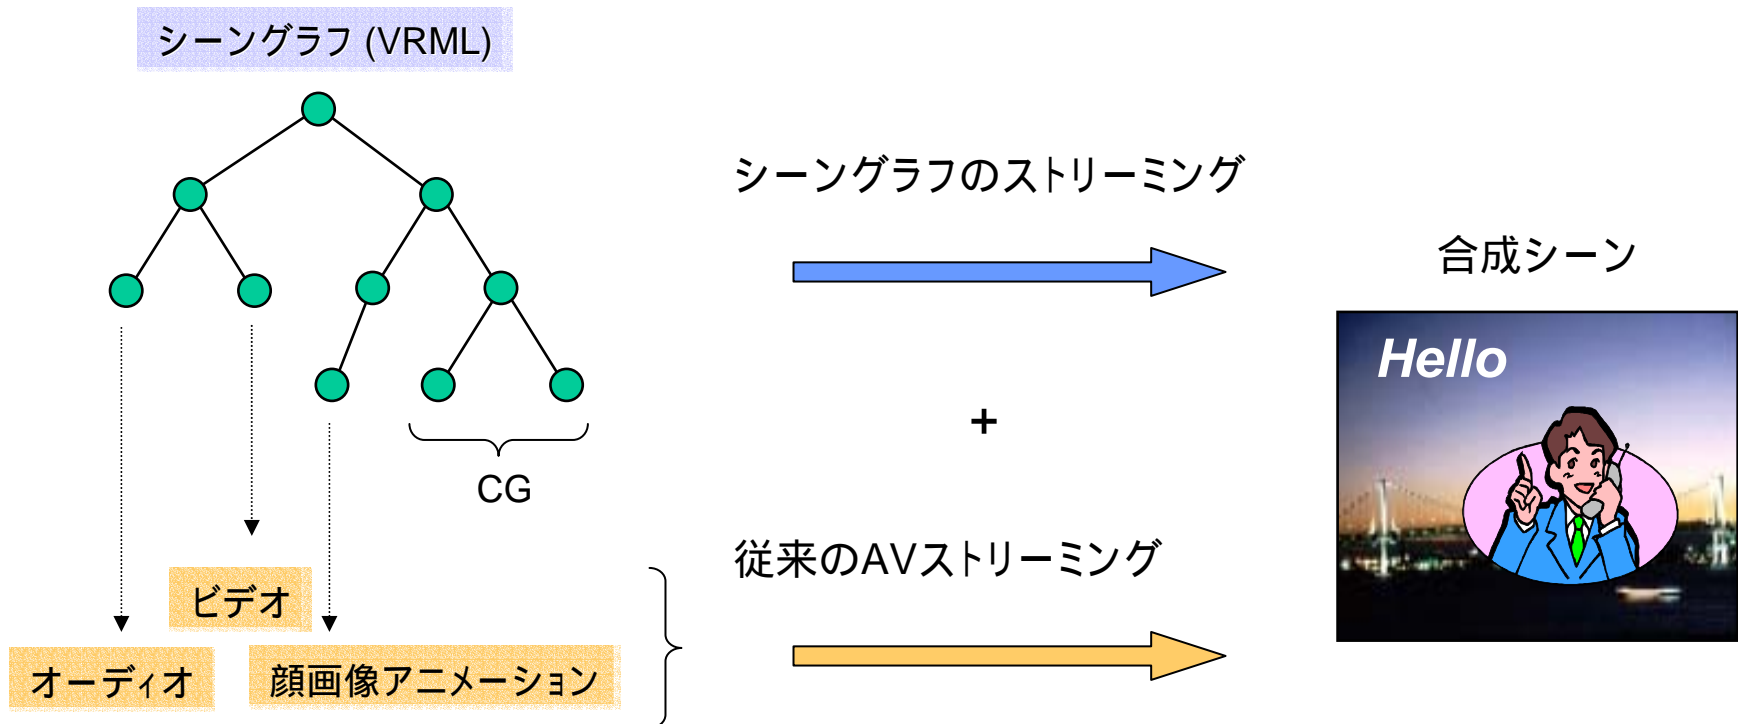 シーングラフ (VRML)
シーングラフのストリーミング
合成シーン
Hello
+
CG
従来のAVストリーミング
ビデオ
オーディオ
顔画像アニメーション